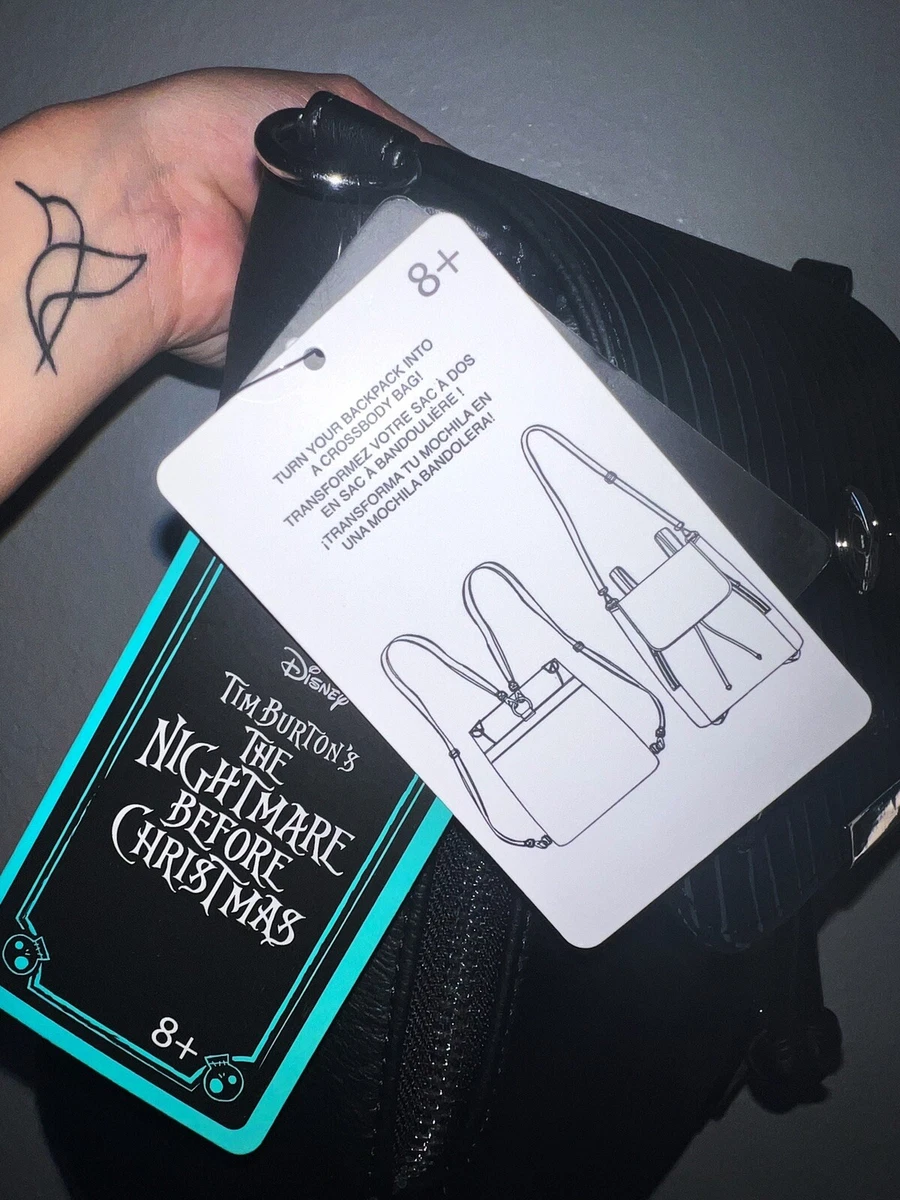 8+
TURN YOUR BACKPACK INTO
A CROSSBODY BAG!
TRANSFORMEZ VOTRE SAC À DOS
EN SAC À BANDOULIÈRE !
¡TRANSFORMA TU MOCHILA EN
UNA MOCHILA BANDOLERA!
DISNEY
TIM BURTON'S
THE
NIGHTMARE
BEFORE
CHRISTMAS
8+